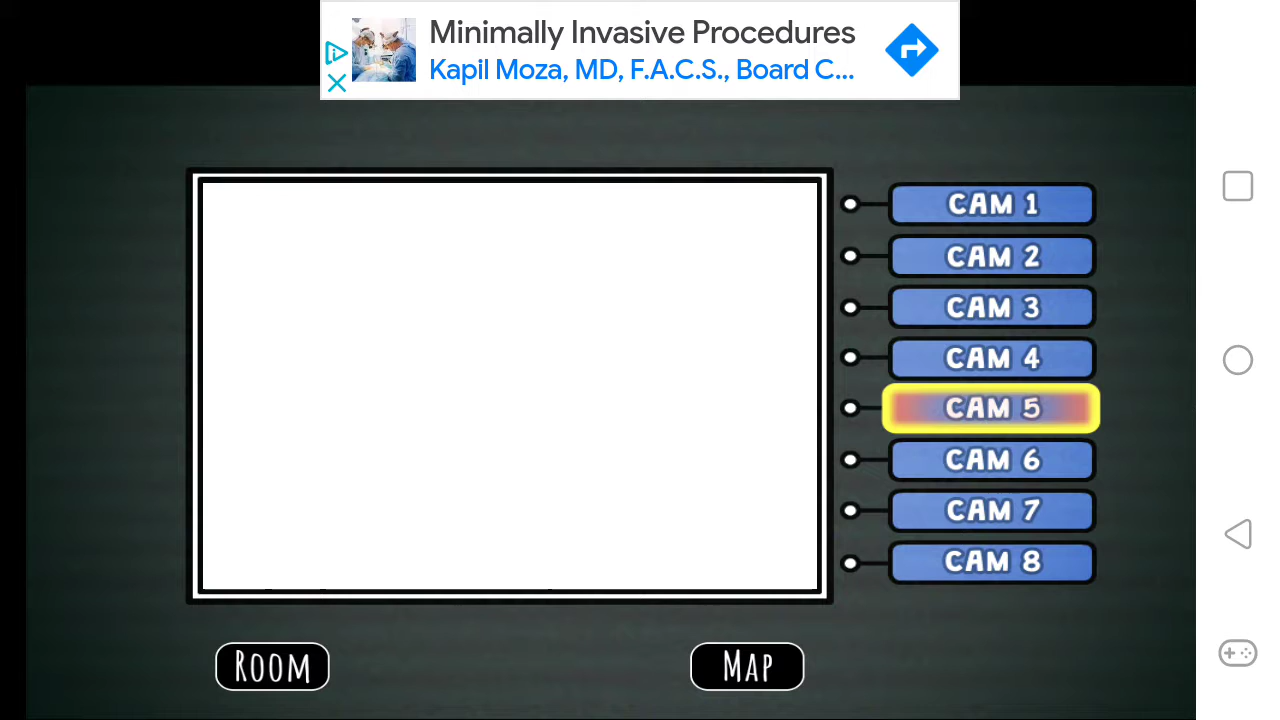 Minimally Invasive Procedures
Kapil Moza, MD, F.A.C.S., Board C...
CAM 1
CAM 2
CAM 3
CAM 4
CAM 5
CAM 6
CAM 7
CAM 8
ROOM
MAP